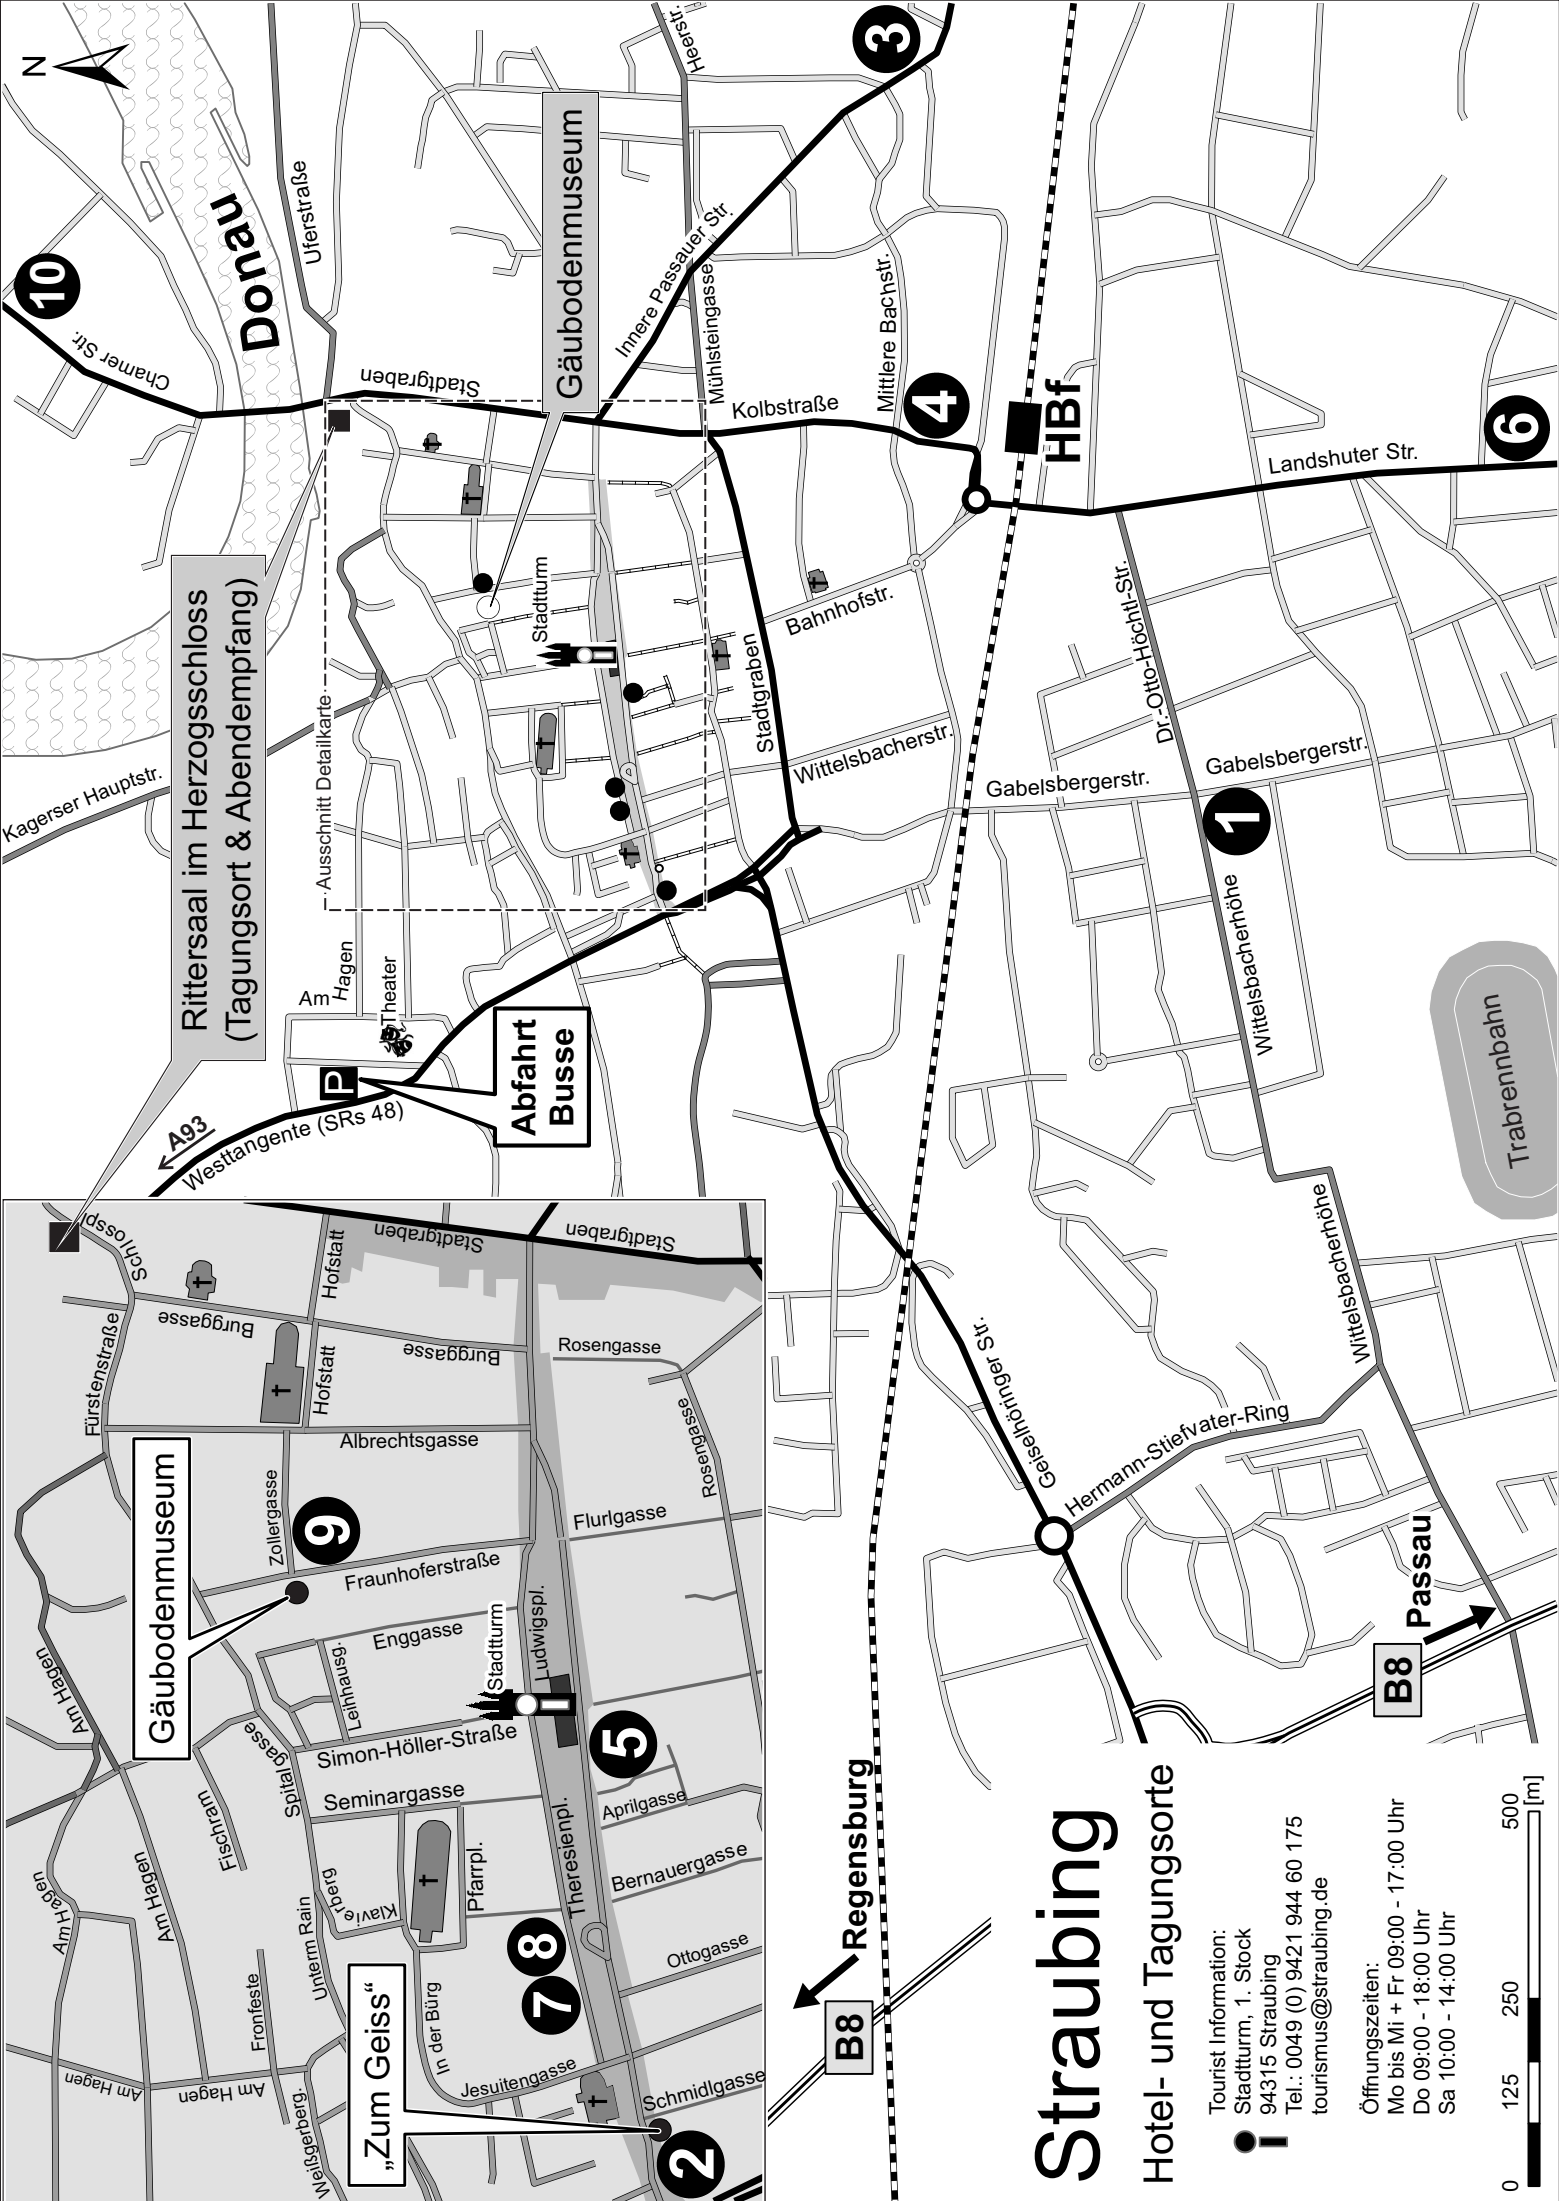 N
Donau
10
Chamer Str.
Uferstraße
Stadtgraben
Heerstr.
Gäubodenmuseum
Innere Passauer Str.
Mühlsteingasse
3
Mittlere Bachstr.
Kolbstraße
4
HBf
Landshuter Str.
6
Rittersaal im Herzogsschloss
(Tagungsort & Abendempfang)
Kagerser Hauptstr.
Ausschnitt Detailkarte
Stadtturm
Stadtgraben
Bahnhofstr.
Wittelsbacherstr.
Dr.-Otto-Höchtl-Str.
Gabelsbergerstr.
Gabelsbergerstr.
1
Wittelsbacherhöhe
Wittelsbacherhöhe
Wittelsbacherhöhe
Trabrennbahn
Am
Hagen
Theater
P
Abfahrt
Busse
A93
Westtangente (SRs 48)
Geiselhöringer Str.
Hermann-Stiefvater-Ring
Passau
B8
Regensburg
B8
Schlosspl.
Fürstenstraße
Burggasse
Burggasse
Hofstatt
Hofstatt
Stadtgraben
Stadtgraben
Rosengasse
Rosengasse
Albrechtsgasse
Gäubodenmuseum
Zollergasse
9
Fraunhoferstraße
Flurlgasse
Enggasse
Leihhausg.
Stadtturm
Ludwigspl.
Simon-Höller-Straße
Spitalgasse
5
Am Hagen
Seminargasse
Aprilgasse
Fischram
Am Hagen
Am Hagen
Klavierberg
Pfarrpl.
Theresienpl.
Bernauergasse
Unterm Rain
8
7
Ottogasse
Fronfeste
In der Bürg
Am Hagen
Am Hagen
Jesuitengasse
Schmidlgasse
Weißgerberg.
„Zum Geiss“
2
Straubing
Hotel- und Tagungsorte
Tourist Information:
Stadtturm, 1. Stock
94315 Straubing
Tel.: 0049 (0) 9421 944 60 175
tourismus@straubing.de
Öffnungszeiten:
Mo bis Mi + Fr 09:00 - 17:00 Uhr
Do 09:00 - 18:00 Uhr
Sa 10:00 - 14:00 Uhr
0 125 250 500 [m]